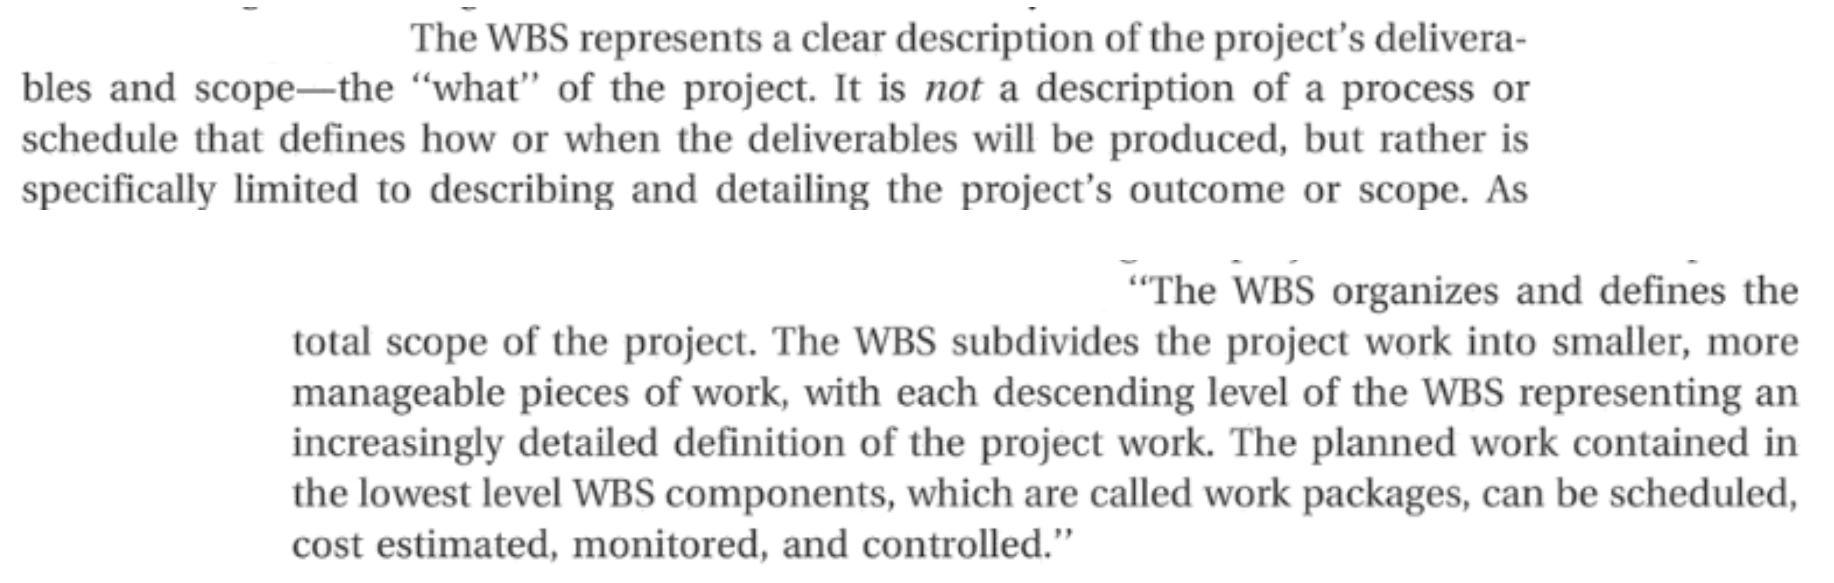 The WBS represents a clear description of the project's delivera-
bles and scope—the “what” of the project. It is not a description of a process or
schedule that defines how or when the deliverables will be produced, but rather is
specifically limited to describing and detailing the project's outcome or scope. As
“The WBS organizes and defines the
total scope of the project. The WBS subdivides the project work into smaller, more
manageable pieces of work, with each descending level of the WBS representing an
increasingly detailed definition of the project work. The planned work contained in
the lowest level WBS components, which are called work packages, can be scheduled,
cost estimated, monitored, and controlled.”